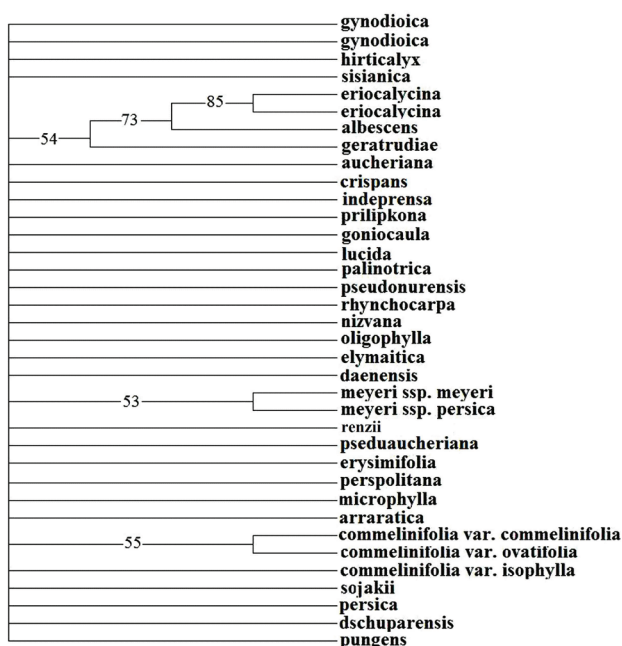 gynodioica
gynodioica
hirticalyx
sisianica
85
eriocalycina
eriocalycina
73
albescens
54
geratrudiae
aucheriana
crispans
indeprensa
prilipkona
goniocaula
lucida
palinotrica
pseudonurensis
rhynchocarpa
nizvana
oligophylla
elymaitica
daenensis
meyeri ssp. meyeri
53
meyeri ssp. persica
renzii
pseduaucheriana
erysimifolia
perspolitana
microphylla
arraratica
commelinifolia var. commelinifolia
55
commelinifolia var. ovatifolia
commelinifolia var. isophylla
sojakii
persica
dschuparensis
pungens